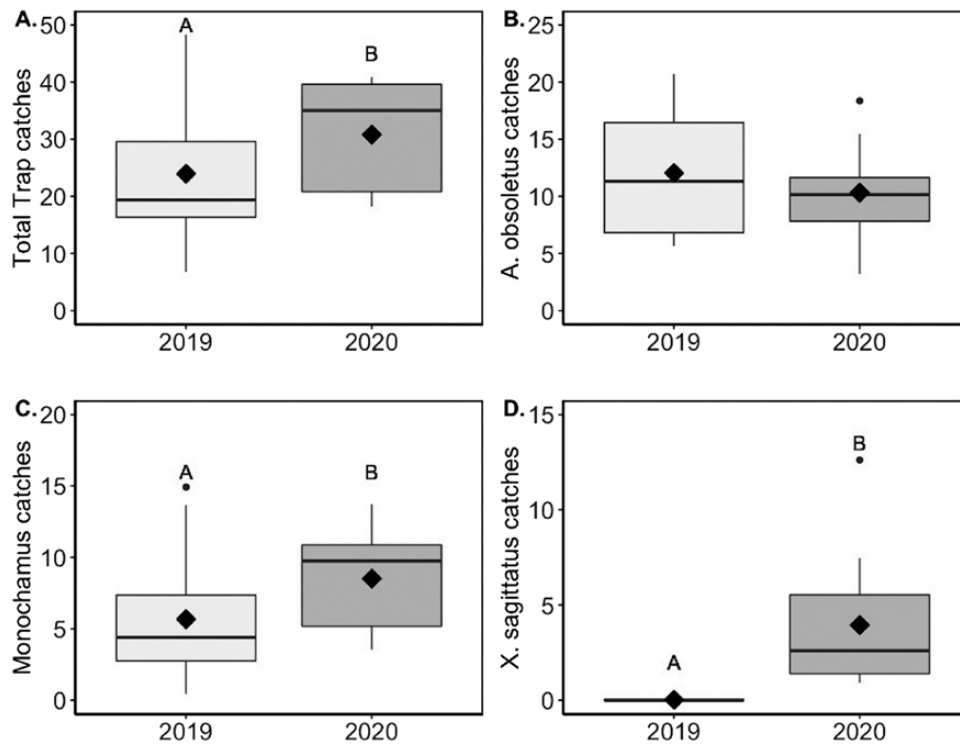 A.
Total Trap catches
50
40
30
20
10
0
A
B
2019
2020
B.
A. obsoletus catches
25
20
15
10
5
0
2019
2020
C.
Monochamus catches
20
15
10
5
0
A
B
2019
2020
D.
X. sagittatus catches
15
10
5
0
A
B
2019
2020